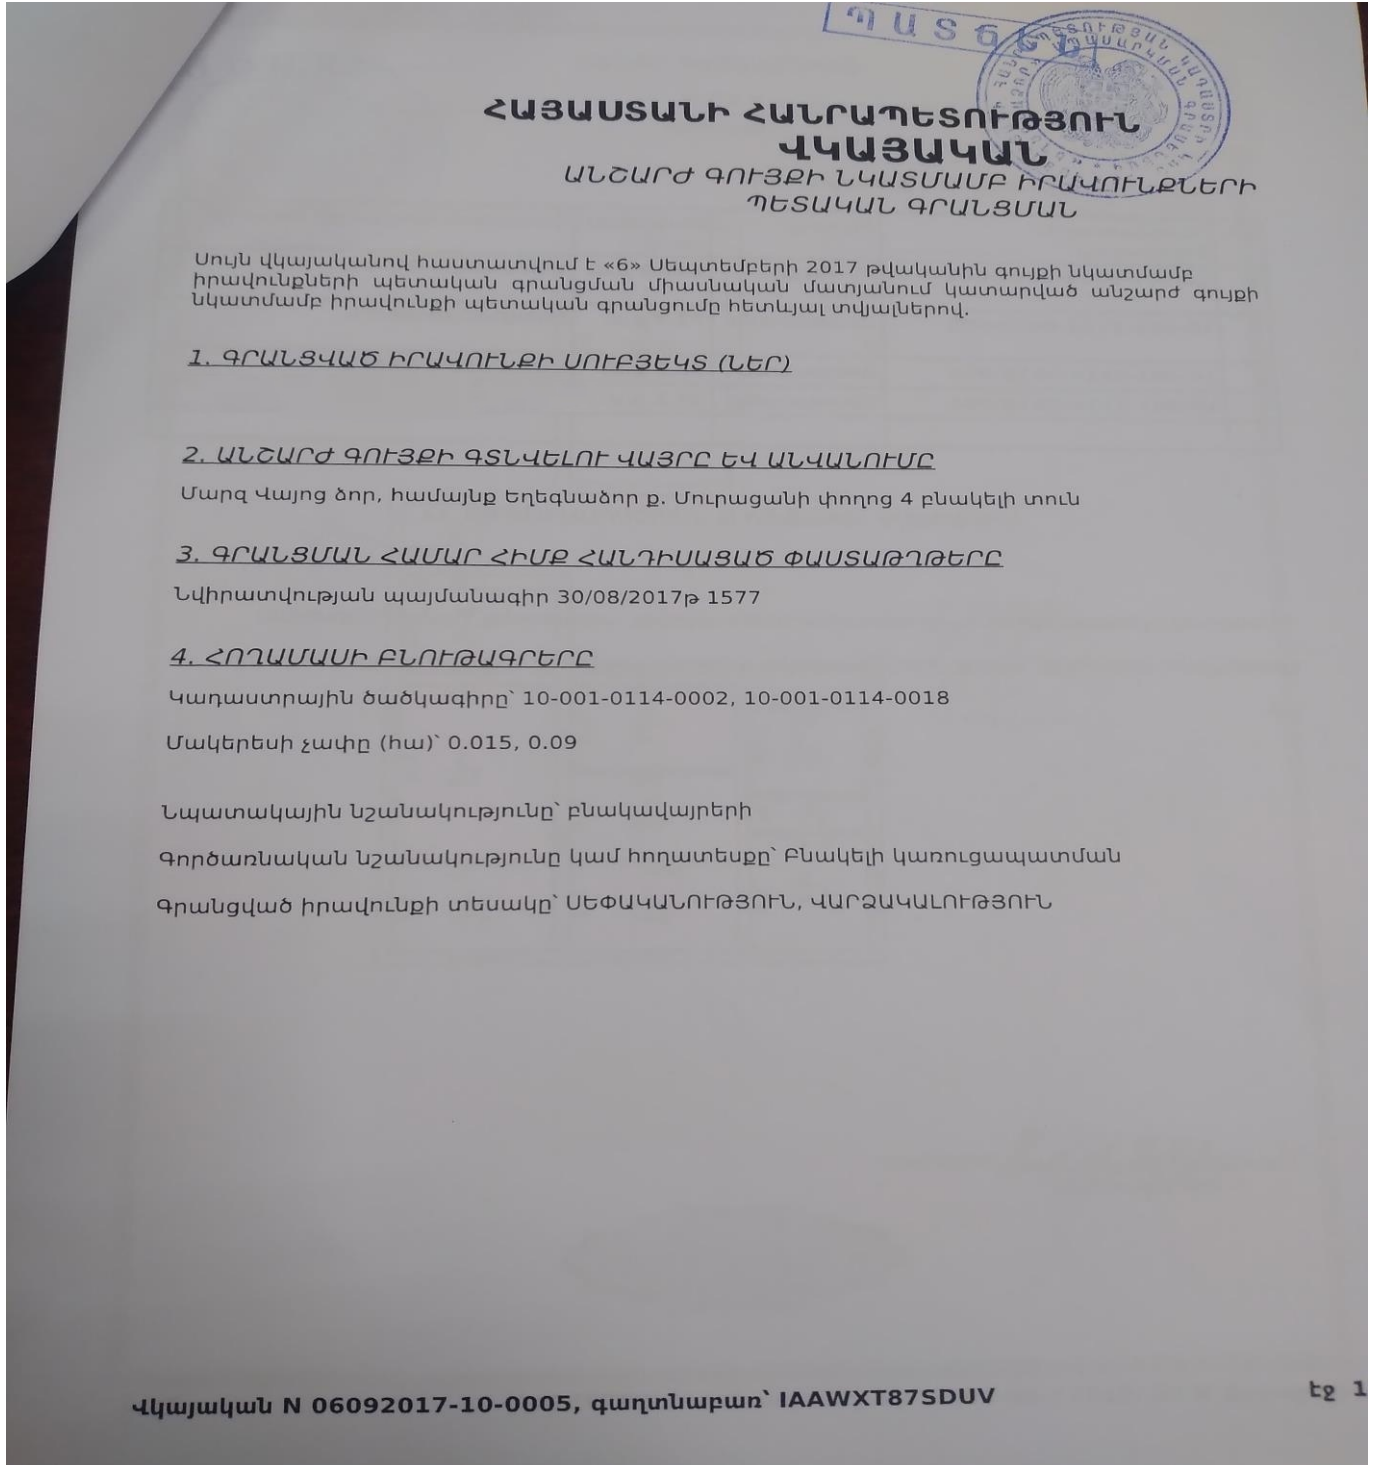 ՊԱՏՃԵՆ
ՀԱՅԱՍՏԱՆԻ ՀԱՆՐԱՊԵՏՈՒԹՅՈՒՆ
ՎԿԱՅԱԿԱՆ
ԱՆՇԱՐԺ ԳՈՒՅՔԻ ՆԿԱՏՄԱՄԲ ԻՐԱՎՈՒՆՔՆԵՐԻ
ՊԵՏԱԿԱՆ ԳՐԱՆՑՄԱՆ
Սույն վկայականով հաստատվում է «6» Սեպտեմբերի 2017 թվականին գույքի նկատմամբ
իրավունքների պետական գրանցման միասնական մատյանում կատարված անշարժ գույքի
նկատմամբ իրավունքի պետական գրանցումը հետևյալ տվյալներով.
1. ԳՐԱՆՑՎԱԾ ԻՐԱՎՈՒՆՔԻ ՍՈՒԲՅԵԿՏ (ՆԵՐ)
2. ԱՆՇԱՐԺ ԳՈՒՅՔԻ ԳՏՆՎԵԼՈՒ ՎԱՅՐԸ ԵՎ ԱՆՎԱՆՈՒՄԸ
Մարզ Վայոց ձոր, համայնք Եղեգնաձոր ք. Մուրացանի փողոց 4 բնակելի տուն
3. ԳՐԱՆՑՄԱՆ ՀԱՄԱՐ ՀԻՄՔ ՀԱՆԴԻՍԱՑԱԾ ՓԱՍՏԱԹՂԹԵՐԸ
Նվիրատվության պայմանագիր 30/08/2017թ 1577
4. ՀՈՂԱՄԱՍԻ ԲՆՈՒԹԱԳՐԵՐԸ
Կադաստրային ծածկագիրը՝ 10-001-0114-0002, 10-001-0114-0018
Մակերեսի չափը (հա)՝ 0.015, 0.09
Նպատակային նշանակությունը՝ բնակավայրերի
Գործառնական նշանակությունը կամ հողատեսքը՝ Բնակելի կառուցապատման
Գրանցված իրավունքի տեսակը՝ ՍԵՓԱԿԱՆՈՒԹՅՈՒՆ, ՎԱՐՁԱԿԱԼՈՒԹՅՈՒՆ
Վկայական N 06092017-10-0005, գաղտնաբառ՝ IAAWXT87SDUV
էջ 1